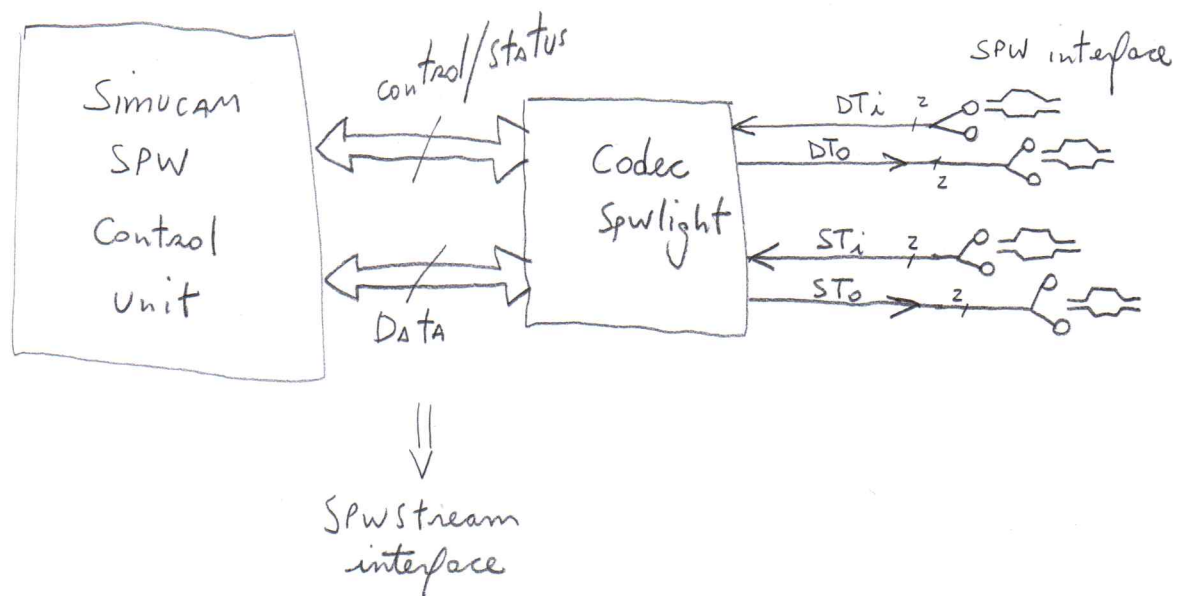 Simucam
SPW
Control
Unit
Control/Status
Data
Codec
Spwlight
SPW interface
DTi
2
DTo
2
STi
2
STo
2
SpwStream
interface